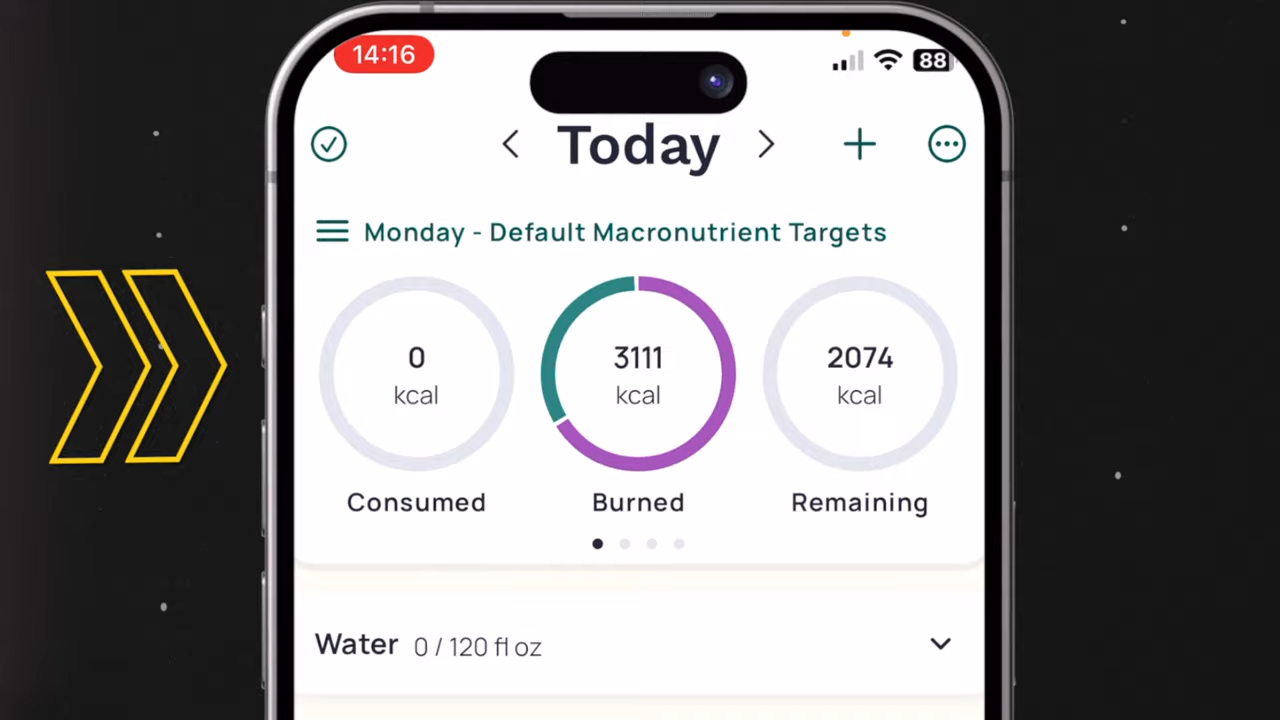 14:16
88
Today
Monday - Default Macronutrient Targets
0
kcal
3111
kcal
2074
kcal
Consumed
Burned
Remaining
Water 0 / 120 fl oz